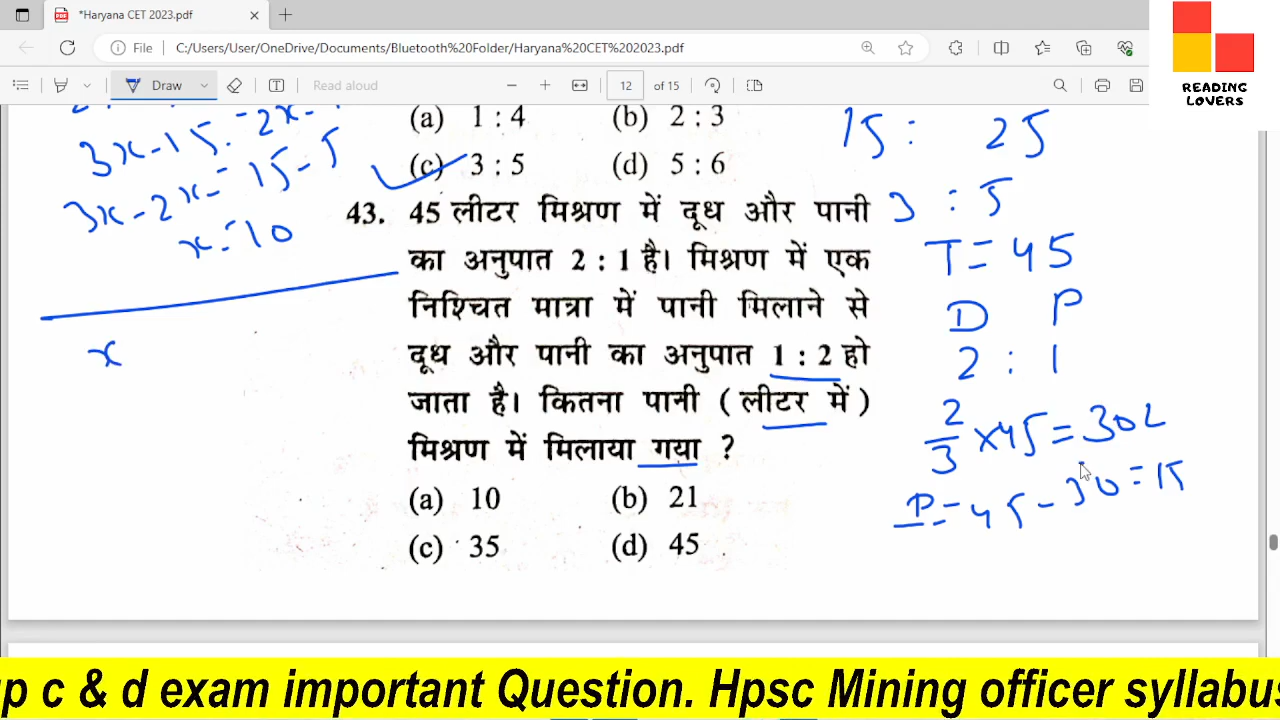 *Haryana CET 2023.pdf
File C:/Users/User/OneDrive/Documents/Bluetooth%20Folder/Haryana%20CET%202023.pdf
Draw Read aloud 12 of 15
READING
LOVERS
3x-15=2x-
3x-2x=15-5
x=10
x
(a) 1 : 4 (b) 2 : 3
(c) 3 : 5 (d) 5 : 6
43. 45 लीटर मिश्रण में दूध और पानी
का अनुपात 2 : 1 है। मिश्रण में एक
निश्चित मात्रा में पानी मिलाने से
दूध और पानी का अनुपात 1 : 2 हो
जाता है। कितना पानी (लीटर में)
मिश्रण में मिलाया गया ?
(a) 10 (b) 21
(c) 35 (d) 45
15 : 25
3 : 5
T = 45
D P
2 : 1
2/3 ×45 = 30L
P = 45 - 30 = 15
up c & d exam important Question. Hpsc Mining officer syllabus